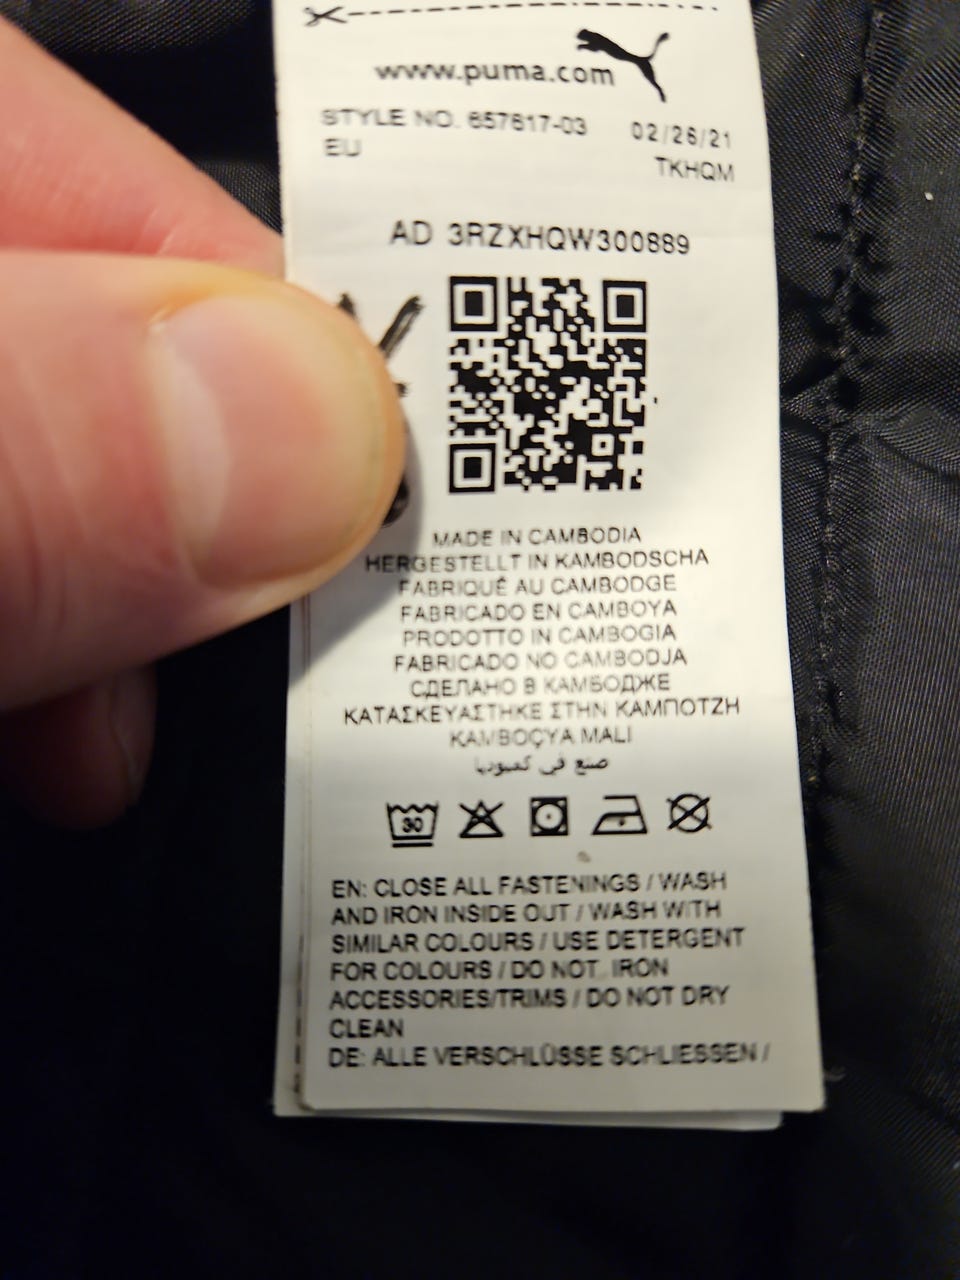 www.puma.com
STYLE NO. 657617-03 02/26/21
EU TKHQM
AD 3RZXHQW300889
MADE IN CAMBODIA
HERGESTELLT IN KAMBODSCHA
FABRIQUÉ AU CAMBODGE
FABRICADO EN CAMBOYA
PRODOTTO IN CAMBOGIA
FABRICADO NO CAMBODJA
СДЕЛАНО В КАМБОДЖЕ
ΚΑΤΑΣΚΕΥΑΣΤΗΚΕ ΣΤΗΝ ΚΑΜΠΟΤΖΗ
KAMBOÇYA MALI
صنع في كمبوديا
30
EN: CLOSE ALL FASTENINGS / WASH
AND IRON INSIDE OUT / WASH WITH
SIMILAR COLOURS / USE DETERGENT
FOR COLOURS / DO NOT IRON
ACCESSORIES/TRIMS / DO NOT DRY
CLEAN
DE: ALLE VERSCHLÜSSE SCHLIESSEN /